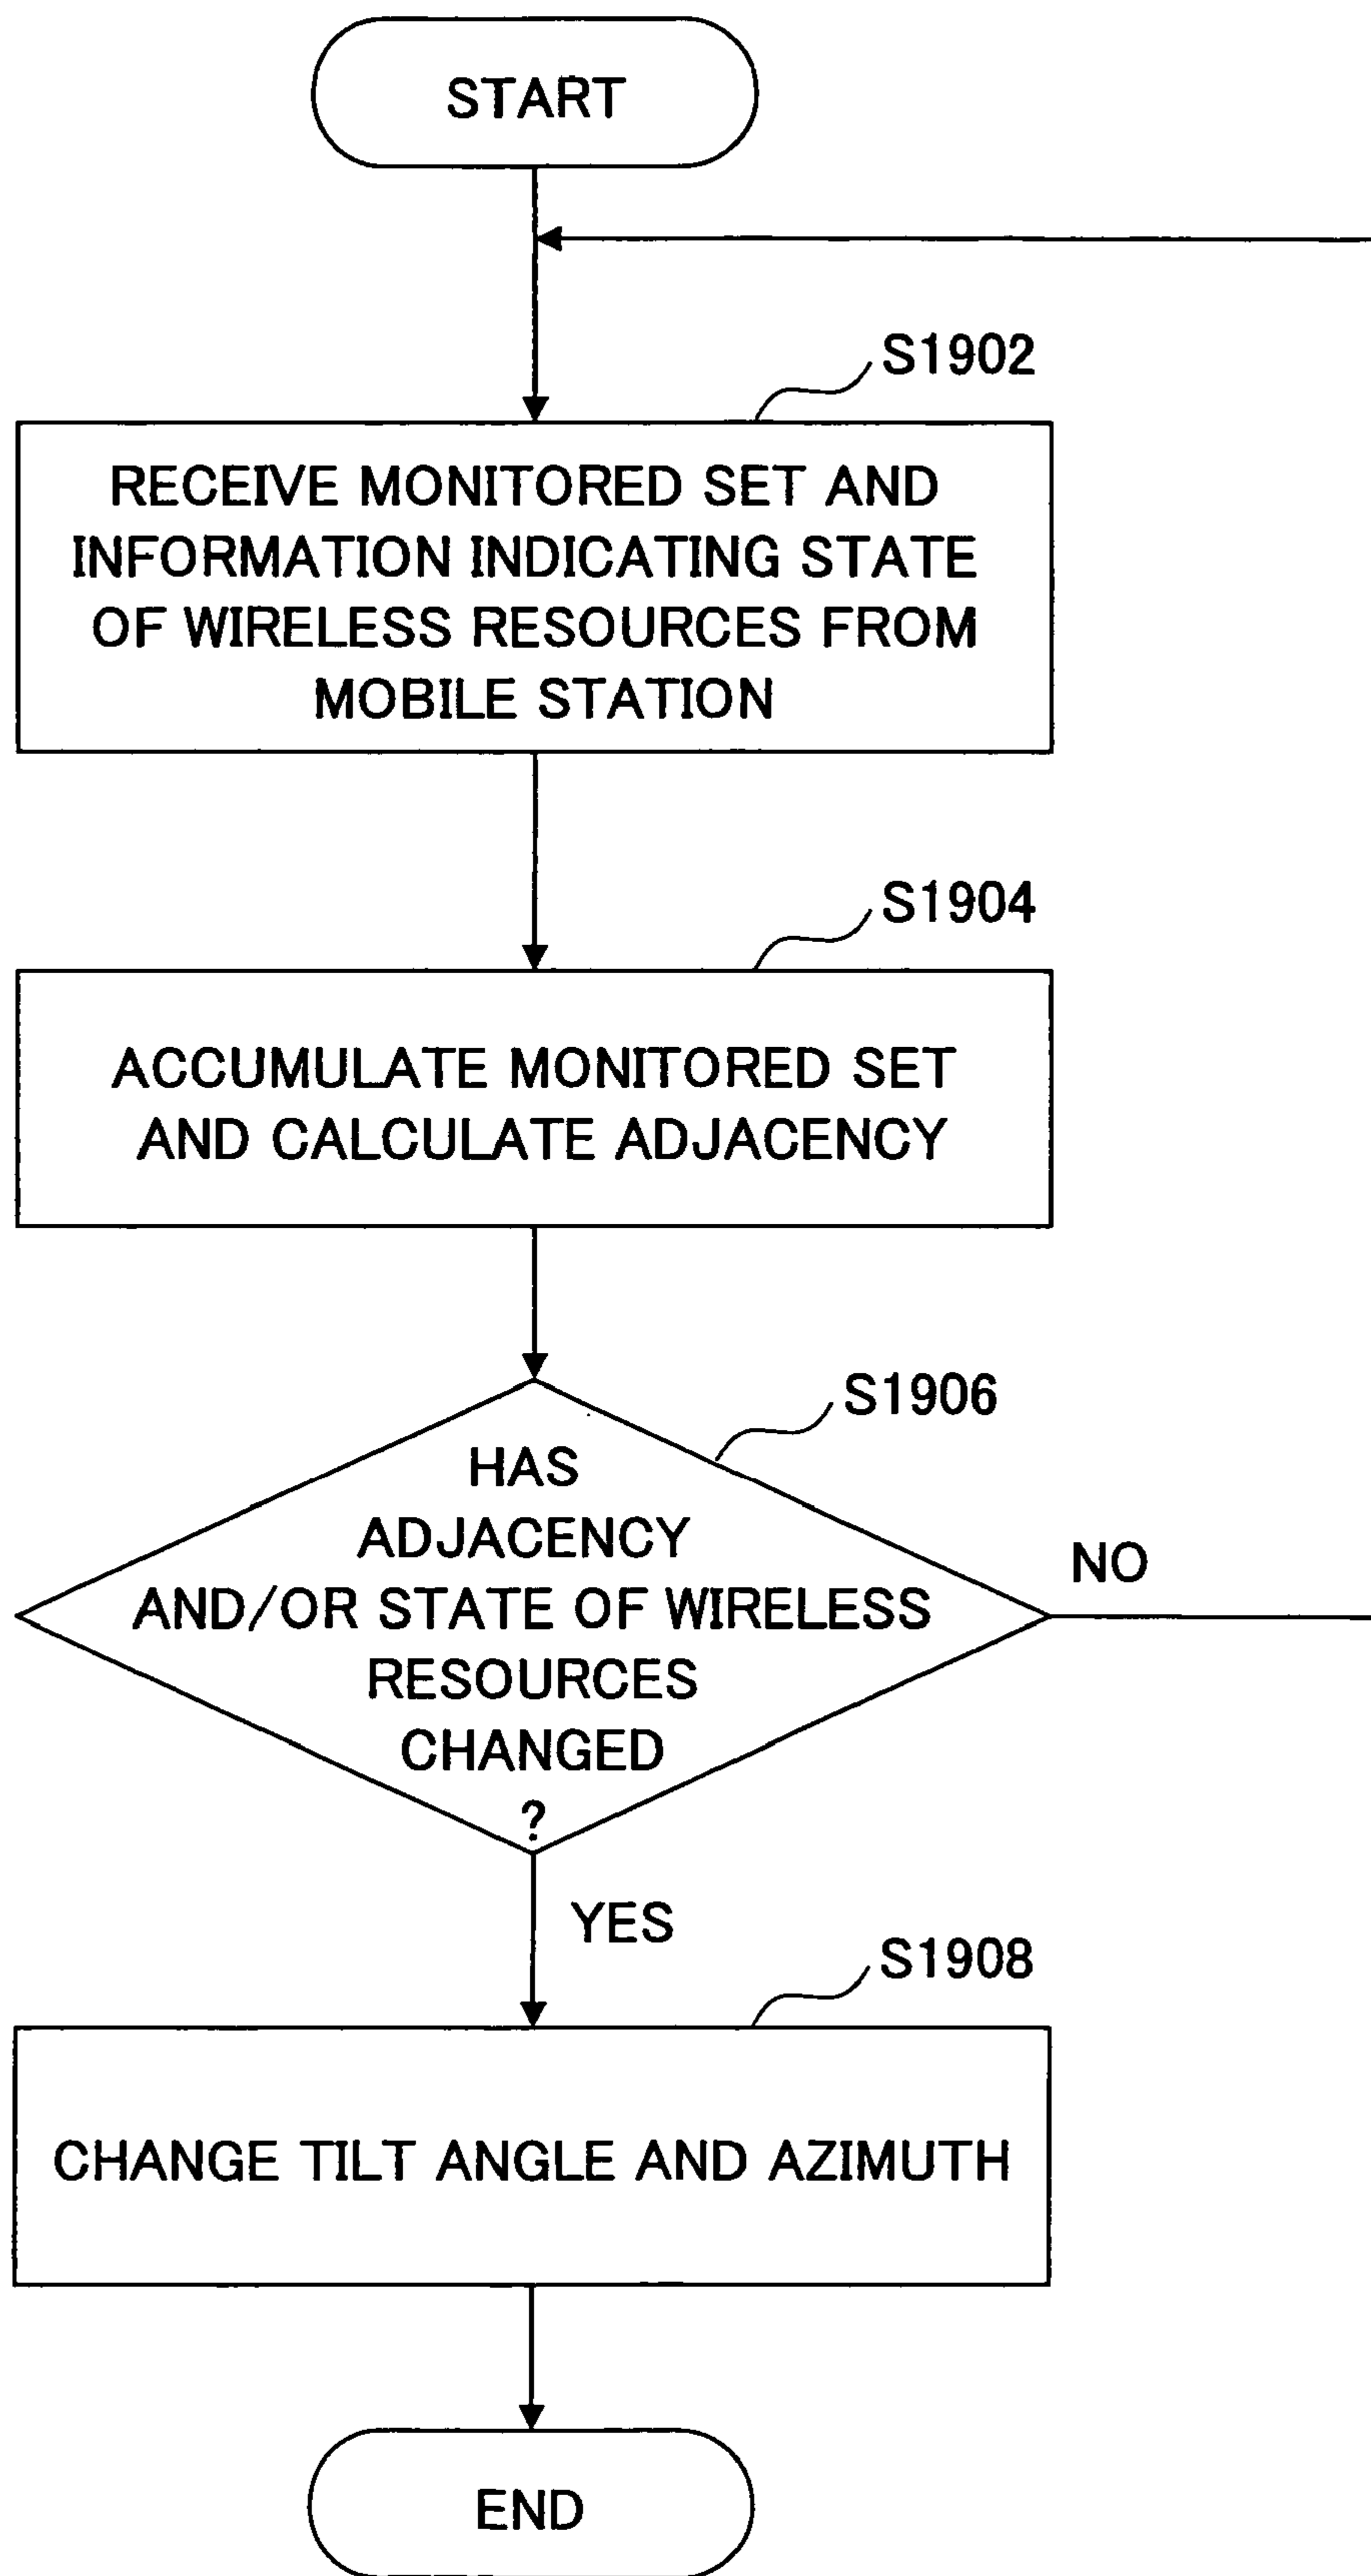 START
S1902
RECEIVE MONITORED SET AND
INFORMATION INDICATING STATE
OF WIRELESS RESOURCES FROM
MOBILE STATION
S1904
ACCUMULATE MONITORED SET
AND CALCULATE ADJACENCY
S1906
HAS
ADJACENCY
AND/OR STATE OF WIRELESS
RESOURCES
CHANGED
?
NO
YES
S1908
CHANGE TILT ANGLE AND AZIMUTH
END